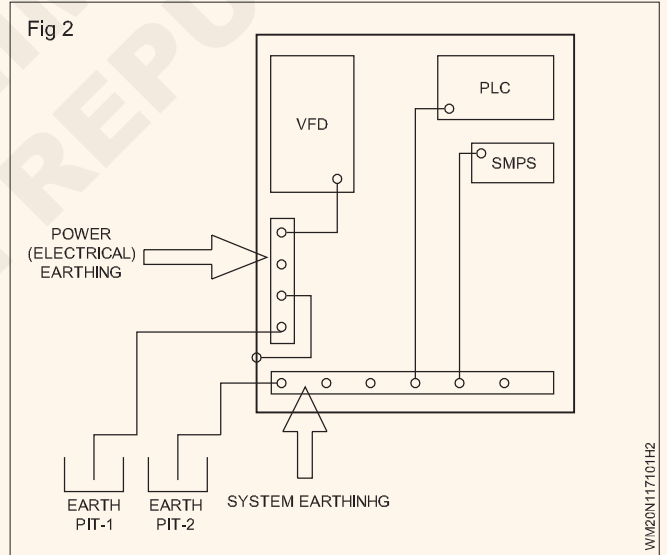 Fig 2
VFD
PLC
SMPS
POWER
(ELECTRICAL)
EARTHING
EARTH
PIT-1
EARTH
PIT-2
SYSTEM EARTHINHG
WM20N117101H2